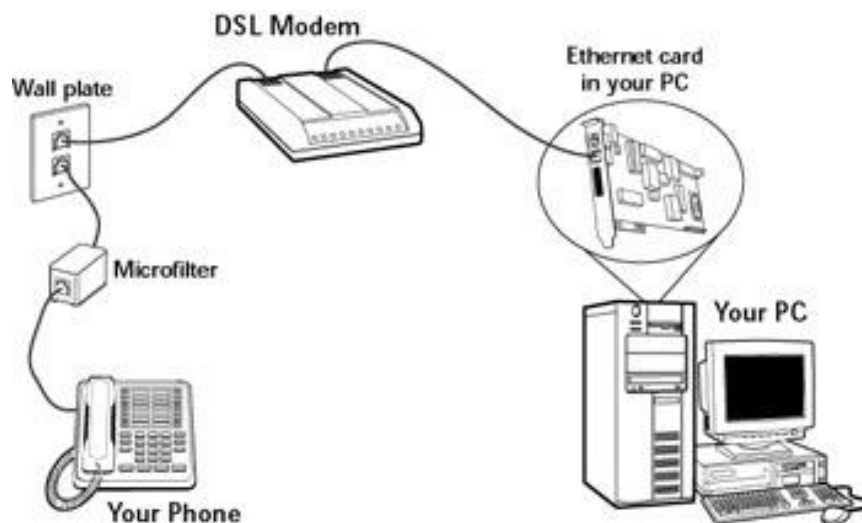 DSL Modem
Ethernet card
in your PC
Wall plate
Microfilter
Your PC
Your Phone